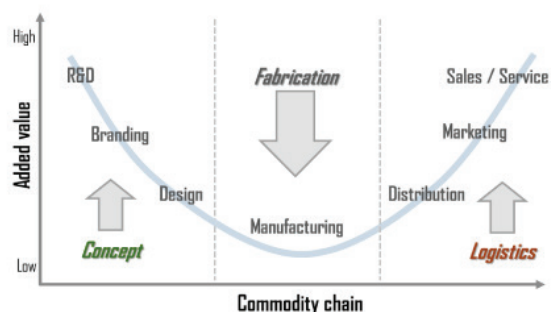 High
R&D
Fabrication
Sales / Service
Branding
Marketing
Added value
Design
Distribution
Manufacturing
Concept
Logistics
Low
Commodity chain